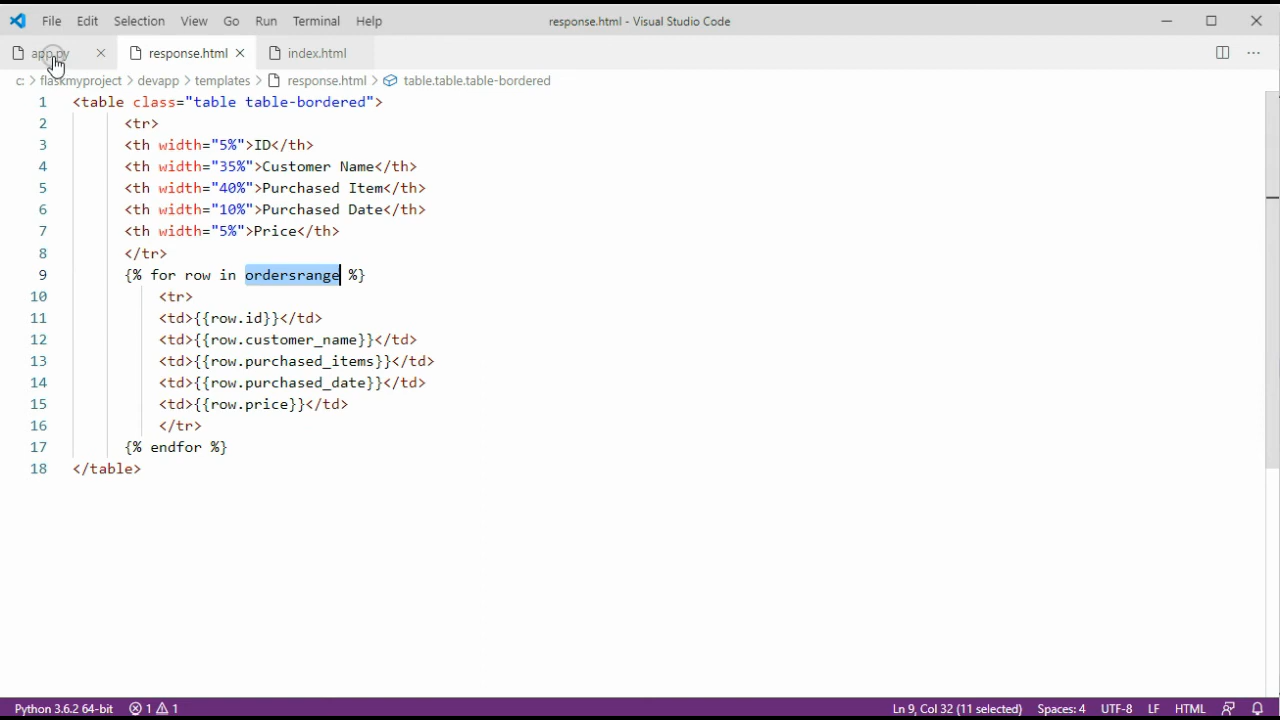 File Edit Selection View Go Run Terminal Help response.html - Visual Studio Code
app.py response.html index.html
c: > flaskmyproject > devapp > templates > response.html > table.table.table-bordered
1 <table class="table table-bordered">
2 <tr>
3 <th width="5%">ID</th>
4 <th width="35%">Customer Name</th>
5 <th width="40%">Purchased Item</th>
6 <th width="10%">Purchased Date</th>
7 <th width="5%">Price</th>
8 </tr>
9 {% for row in ordersrange %}
10 <tr>
11 <td>{{row.id}}</td>
12 <td>{{row.customer_name}}</td>
13 <td>{{row.purchased_items}}</td>
14 <td>{{row.purchased_date}}</td>
15 <td>{{row.price}}</td>
16 </tr>
17 {% endfor %}
18 </table>
Python 3.6.2 64-bit 1 1 Ln 9, Col 32 (11 selected) Spaces: 4 UTF-8 LF HTML